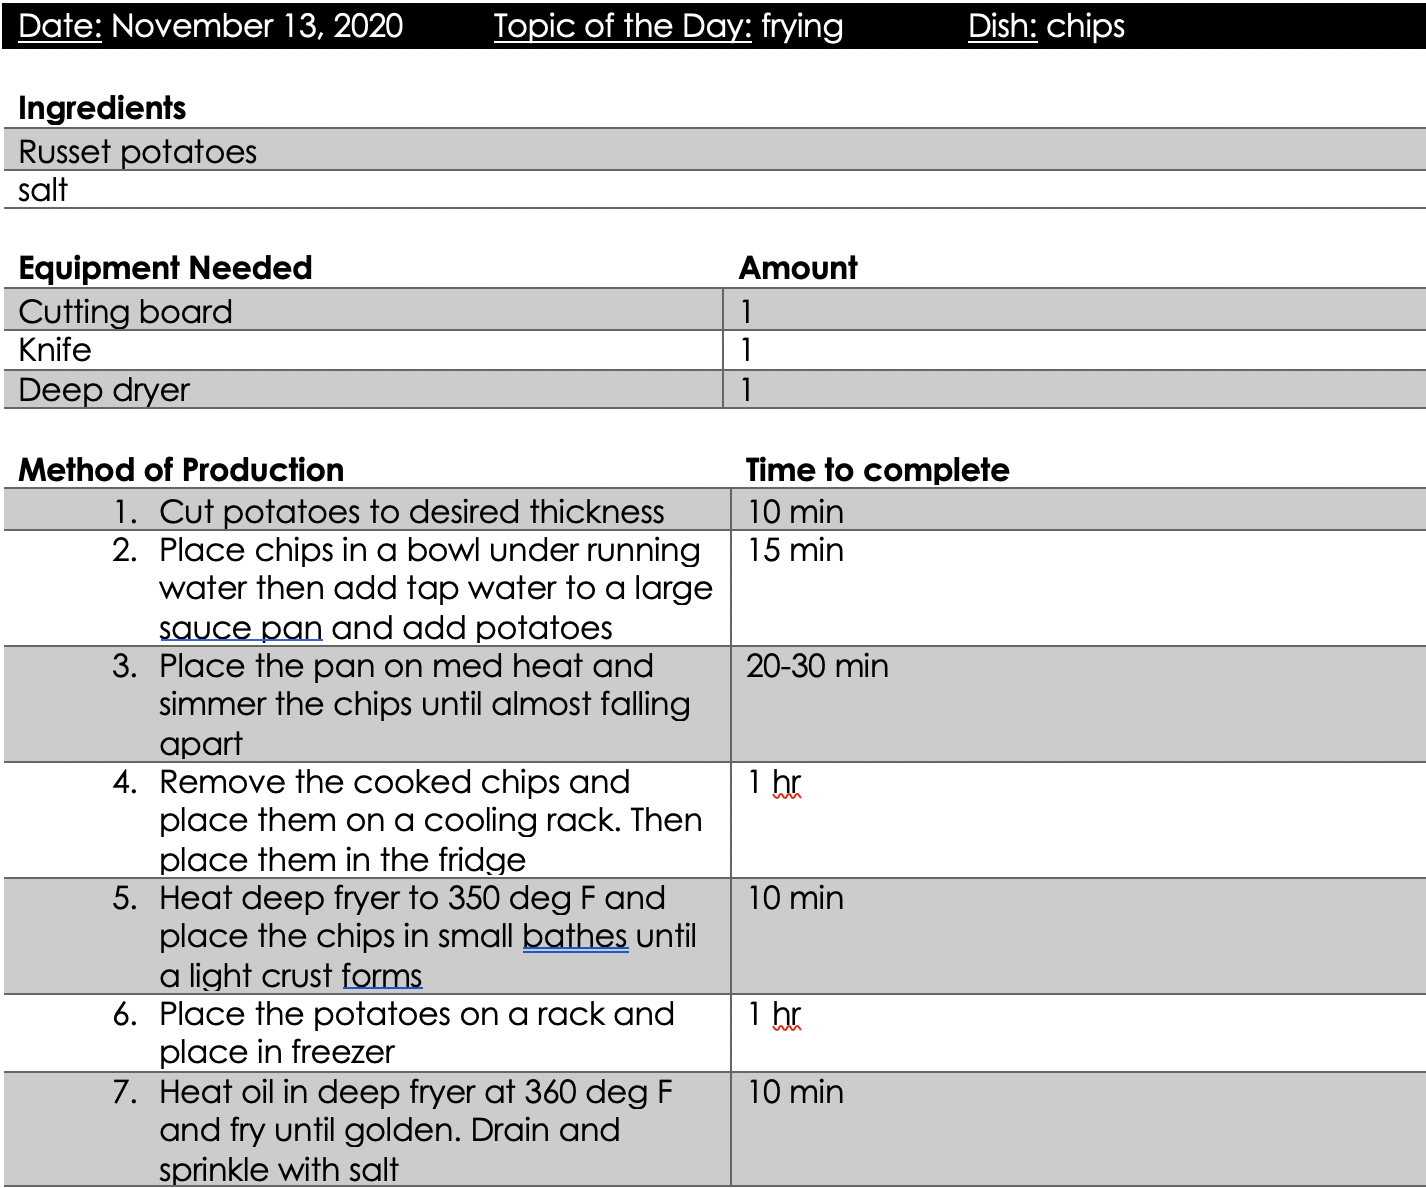 Date: November 13, 2020 Topic of the Day: frying Dish: chips
Ingredients
Russet potatoes
salt
Equipment Needed Amount
Cutting board 1
Knife 1
Deep dryer 1
Method of Production Time to complete
1. Cut potatoes to desired thickness 10 min
2. Place chips in a bowl under running 15 min
water then add tap water to a large
sauce pan and add potatoes
3. Place the pan on med heat and 20-30 min
simmer the chips until almost falling
apart
4. Remove the cooked chips and 1 hr
place them on a cooling rack. Then
place them in the fridge
5. Heat deep fryer to 350 deg F and 10 min
place the chips in small bathes until
a light crust forms
6. Place the potatoes on a rack and 1 hr
place in freezer
7. Heat oil in deep fryer at 360 deg F 10 min
and fry until golden. Drain and
sprinkle with salt